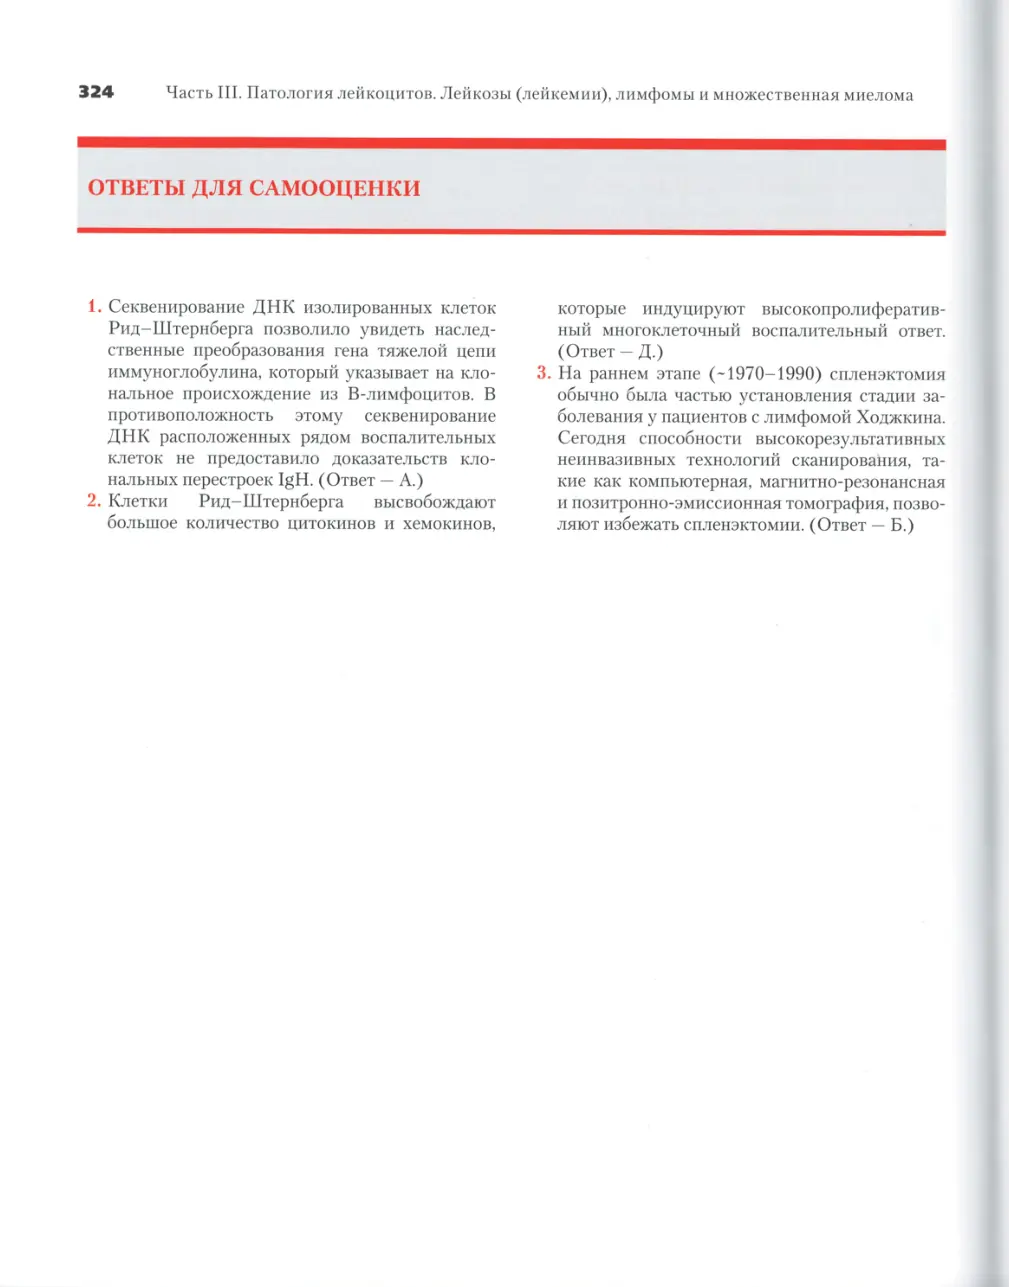 324 Часть III. Патология лейкоцитов. Лейкозы (лейкемии), лимфомы и множественная миелома
ОТВЕТЫ ДЛЯ САМООЦЕНКИ
1. Секвенирование ДНК изолированных клеток
Рид–Штернберга позволило увидеть наслед-
ственные преобразования гена тяжелой цепи
иммуноглобулина, который указывает на кло-
нальное происхождение из В-лимфоцитов. В
противоположность этому секвенирование
ДНК расположенных рядом воспалительных
клеток не предоставило доказательств кло-
нальных перестроек IgH. (Ответ — А.)
2. Клетки Рид–Штернберга высвобождают
большое количество цитокинов и хемокинов,
которые индуцируют высокопролифератив-
ный многоклеточный воспалительный ответ.
(Ответ — Д.)
3. На раннем этапе (~1970–1990) спленэктомия
обычно была частью установления стадии за-
болевания у пациентов с лимфомой Ходжкина.
Сегодня способности высокорезультативных
неинвазивных технологий сканирования, та-
кие как компьютерная, магнитно-резонансная
и позитронно-эмиссионная томография, позво-
ляют избежать спленэктомии. (Ответ — Б.)